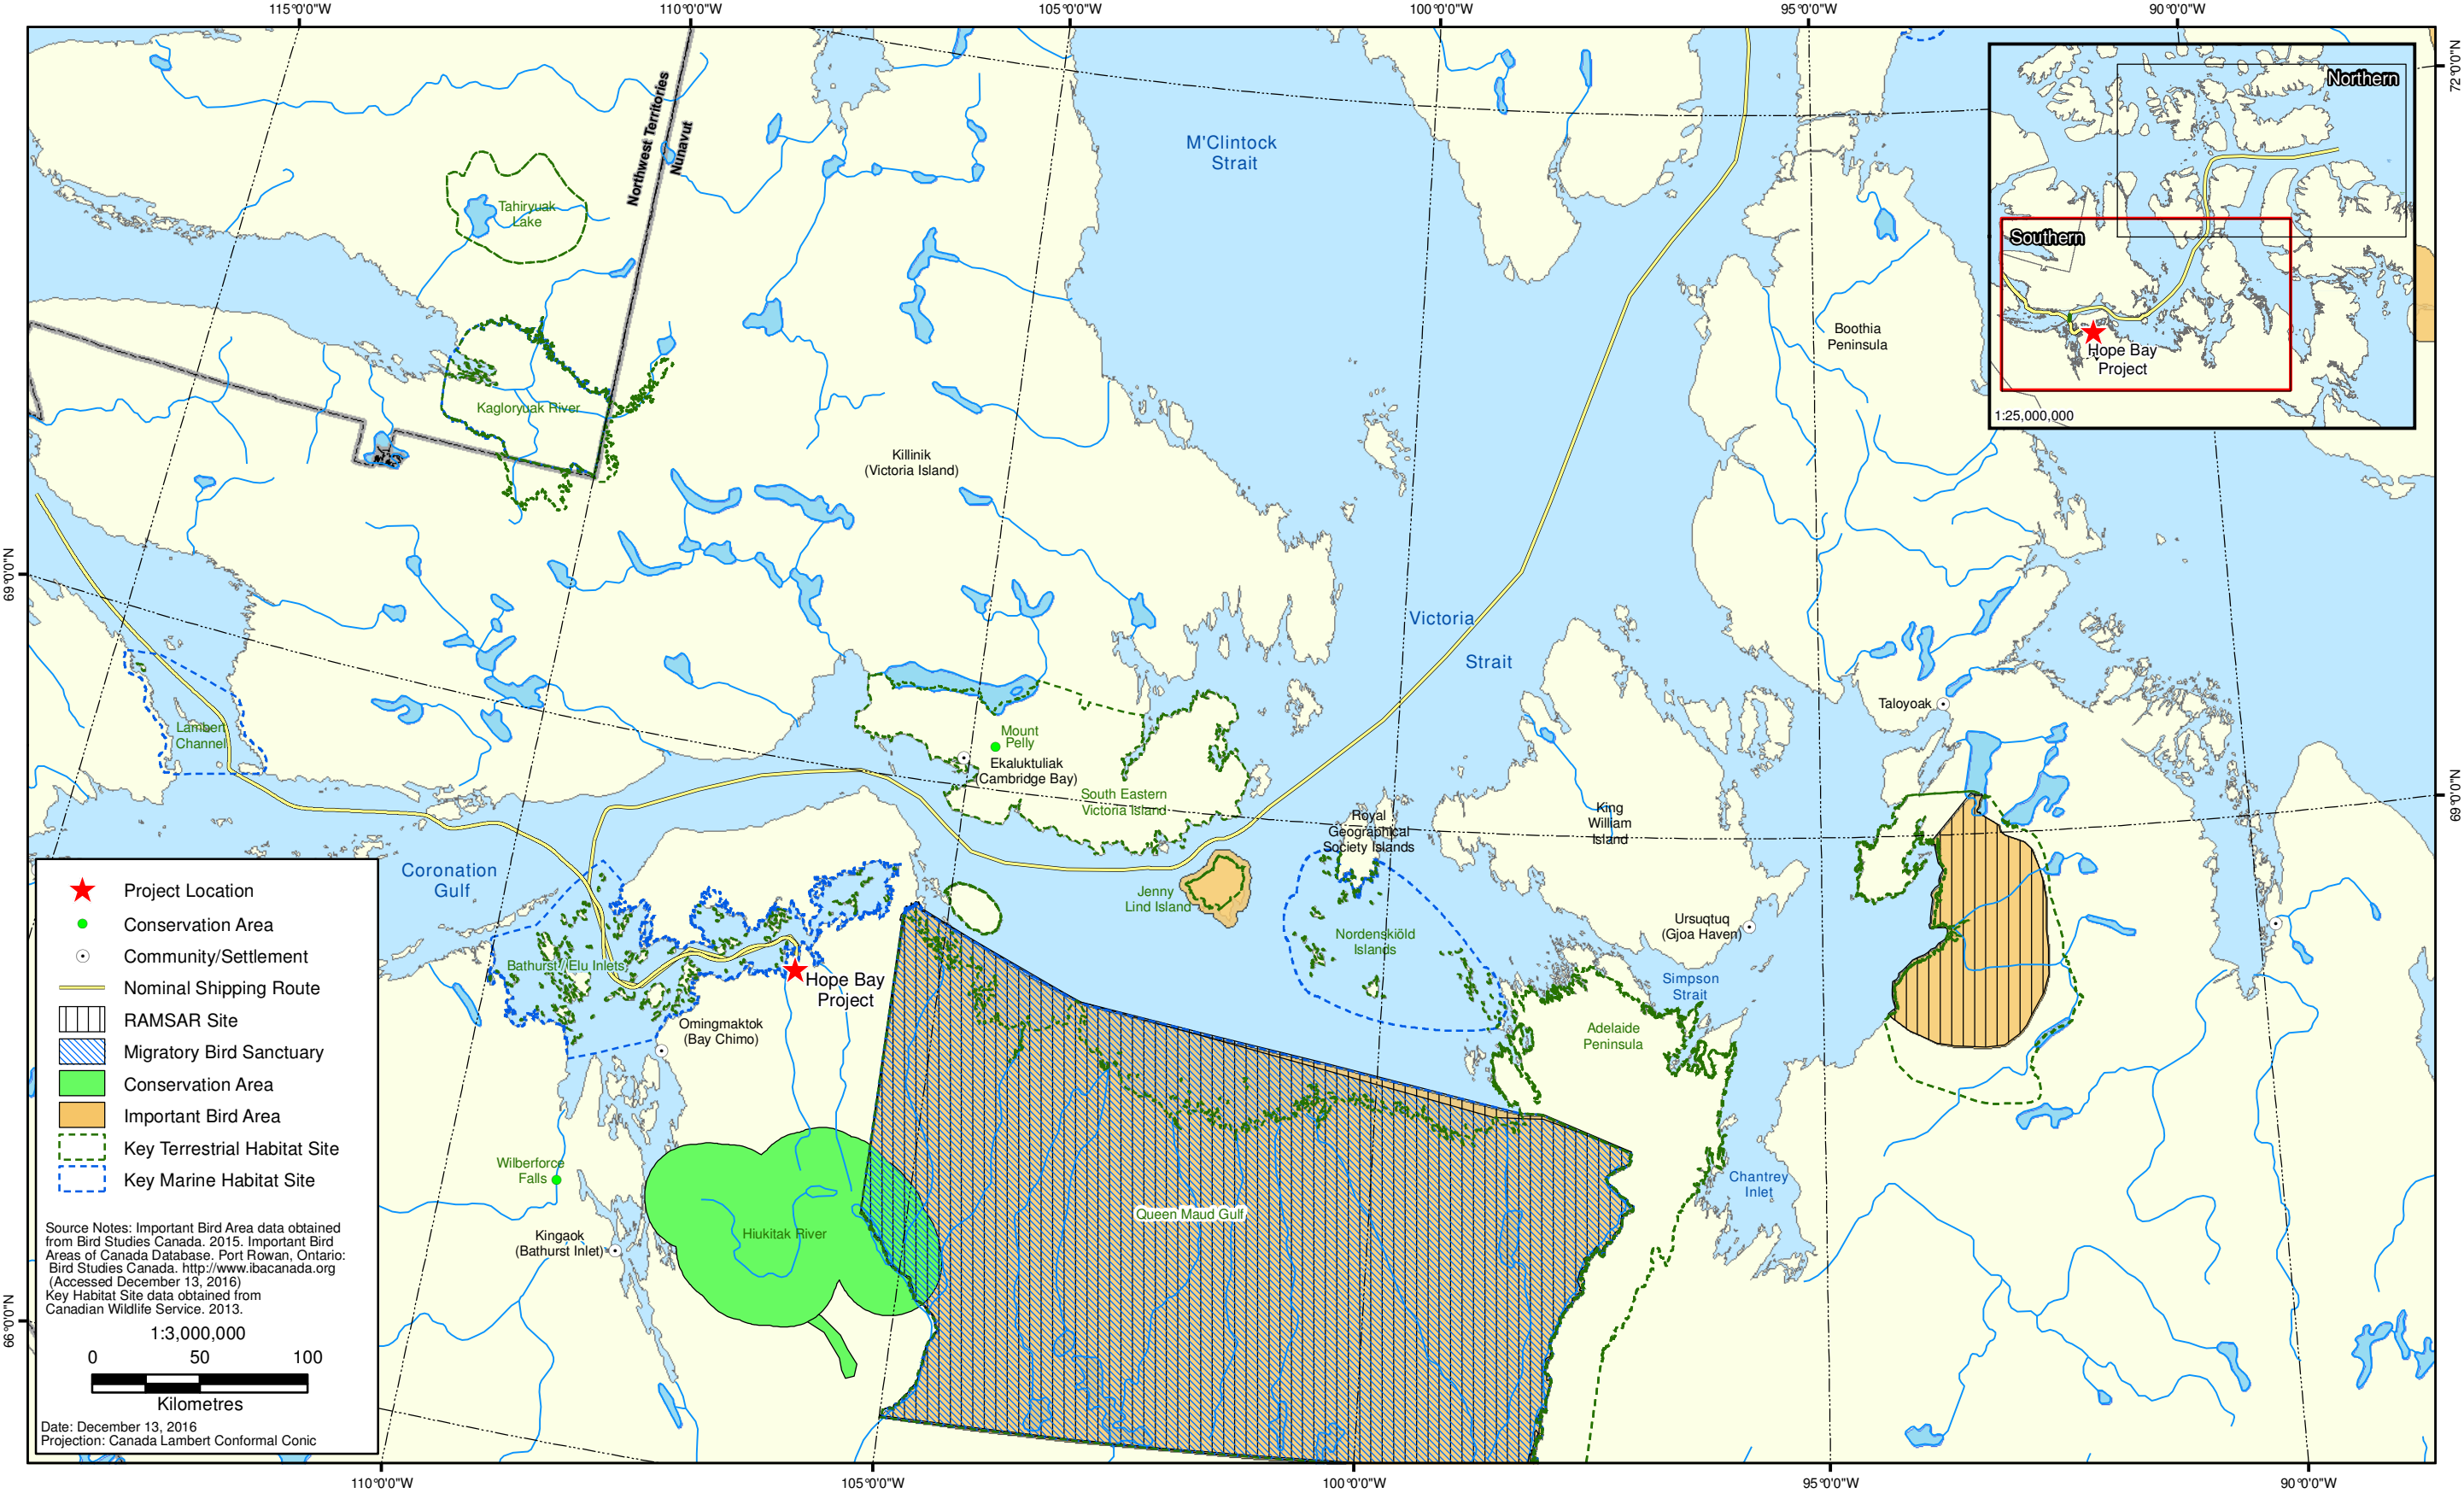 115°0'0"W
110°0'0"W
105°0'0"W
100°0'0"W
95°0'0"W
90°0'0"W
72°0'0"N
Northern
Southern
Hope Bay
Project
1:25,000,000
Northwest Territories
Nunavut
M'Clintock
Strait
Tahiryuak
Lake
Boothia
Peninsula
Kagloryuak River
Killinik
(Victoria Island)
69°0'0"N
Victoria
Strait
Taloyoak
Lambert
Channel
Mount
Pelly
Ekaluktuliak
(Cambridge Bay)
South Eastern
Victoria Island
69°0'0"N
Royal
Geographical
Society Islands
King
William
Island
Coronation
Gulf
Jenny
Lind Island
Ursuqtuq
(Gjoa Haven)
Nordenskiöld
Islands
Bathurst / Elu Inlets
Hope Bay
Project
Simpson
Strait
Omingmaktok
(Bay Chimo)
Adelaide
Peninsula
Wilberforce
Falls
Chantrey
Inlet
Queen Maud Gulf
Hiukitak River
Kingaok
(Bathurst Inlet)
66°0'0"N
Project Location
Conservation Area
Community/Settlement
Nominal Shipping Route
RAMSAR Site
Migratory Bird Sanctuary
Conservation Area
Important Bird Area
Key Terrestrial Habitat Site
Key Marine Habitat Site
Source Notes: Important Bird Area data obtained
from Bird Studies Canada. 2015. Important Bird
Areas of Canada Database. Port Rowan, Ontario:
Bird Studies Canada. http://www.ibacanada.org
(Accessed December 13, 2016)
Key Habitat Site data obtained from
Canadian Wildlife Service. 2013.
1:3,000,000
0 50 100
Kilometres
Date: December 13, 2016
Projection: Canada Lambert Conformal Conic
110°0'0"W
105°0'0"W
100°0'0"W
95°0'0"W
90°0'0"W